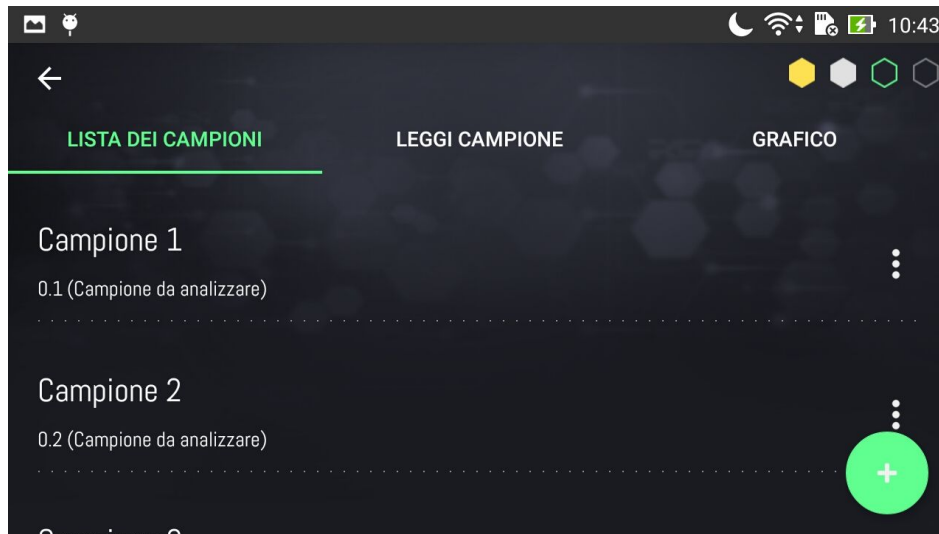 10:43
LISTA DEI CAMPIONI LEGGI CAMPIONE GRAFICO
Campione 1
0.1 (Campione da analizzare)
Campione 2
0.2 (Campione da analizzare)